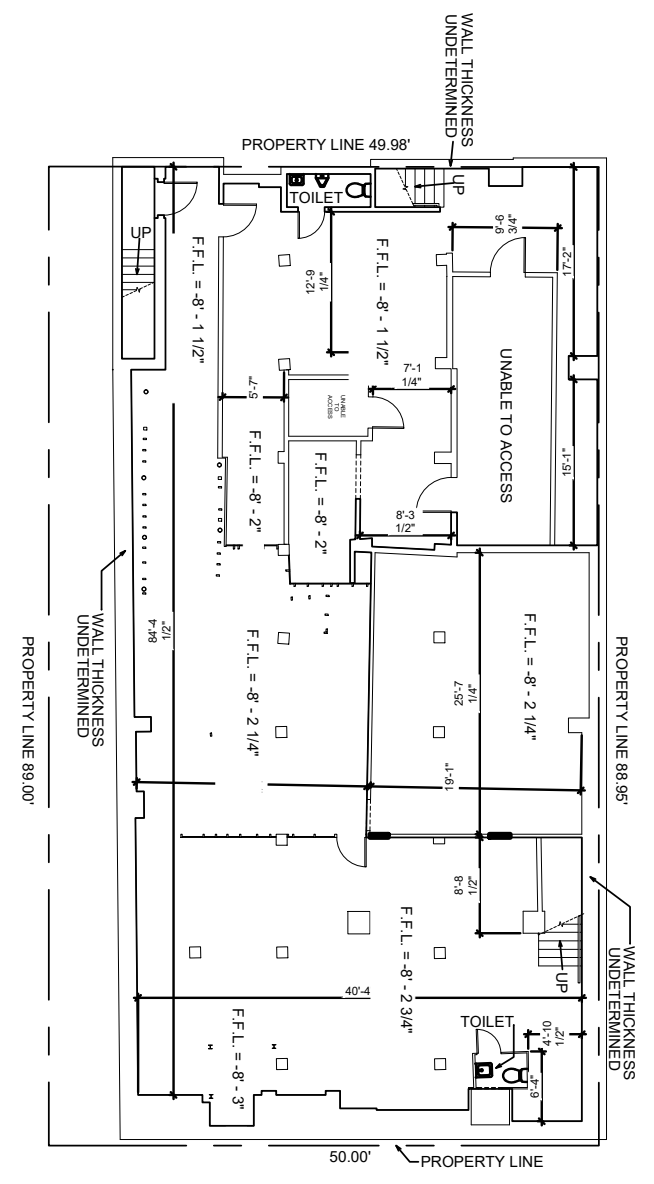 WALL THICKNESS
UNDETERMINED
PROPERTY LINE 49.98'
TOILET
UP
UP
9'-6
3/4"
17'-2"
F.F.L. = -8' - 1 1/2"
12'-9
1/4"
F.F.L. = -8' - 1 1/2"
7'-1
1/4"
5'-7"
UNABLE
TO
ACCESS
UNABLE TO ACCESS
15'-1"
F.F.L. = -8' - 2"
F.F.L. = -8' - 2"
8'-3
1/2"
WALL THICKNESS
UNDETERMINED
84'-4
1/2"
F.F.L. = -8' - 2 1/4"
25'-7
1/4"
F.F.L. = -8' - 2 1/4"
PROPERTY LINE 89.00'
PROPERTY LINE 88.95'
19'-1"
8'-8
1/2"
F.F.L. = -8' - 2 3/4"
UP
WALL THICKNESS
UNDETERMINED
40'-4
F.F.L. = -8' - 3"
TOILET
4'-10
1/2"
6'-4"
50.00'
PROPERTY LINE